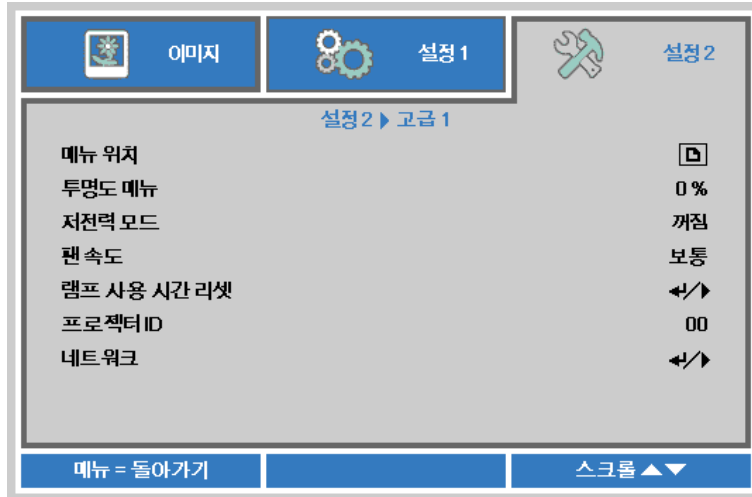 이미지 설정 1 설정 2
설정 2 ▶ 고급 1
메뉴 위치
투명도 메뉴 0 %
저전력 모드 꺼짐
팬 속도 보통
램프 사용 시간 리셋 ↵/▶
프로젝터 ID 00
네트워크 ↵/▶
메뉴 = 돌아가기 스크롤 ▲▼